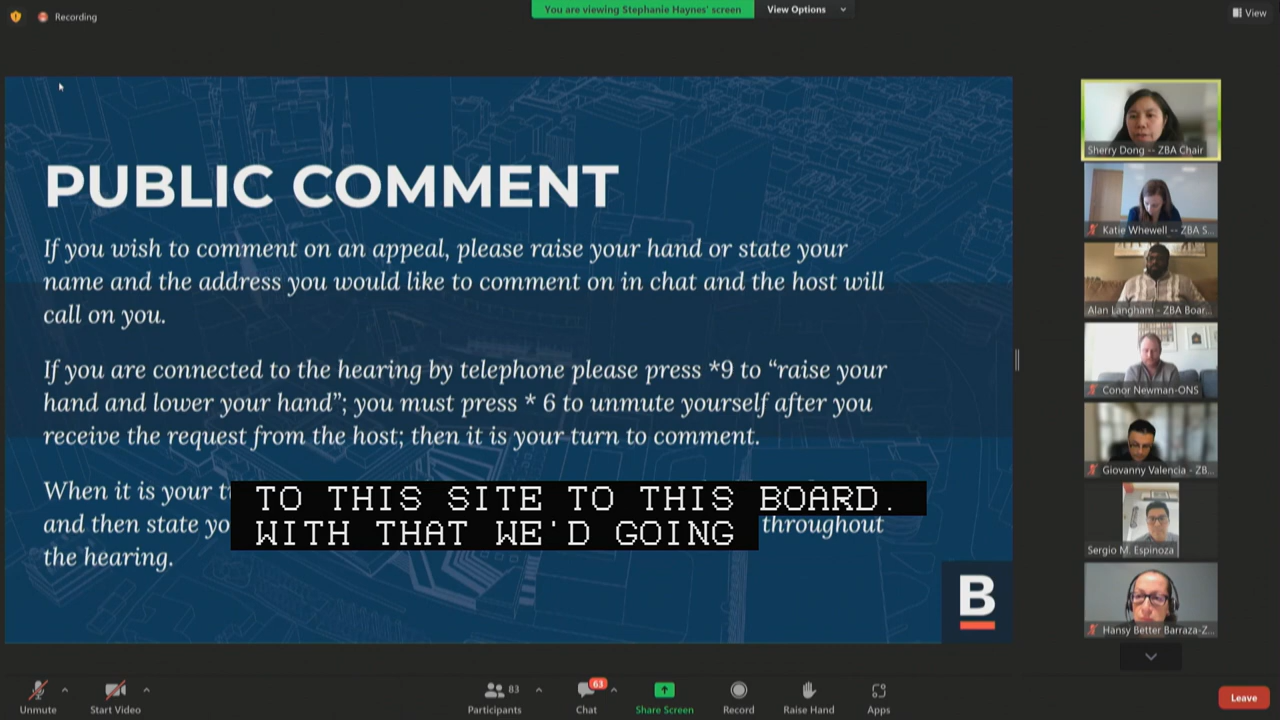 Recording
You are viewing Stephanie Haynes' screen
View Options
View
PUBLIC COMMENT
If you wish to comment on an appeal, please raise your hand or state your
name and the address you would like to comment on in chat and the host will
call on you.
If you are connected to the hearing by telephone please press *9 to “raise your
hand and lower your hand”; you must press * 6 to unmute yourself after you
receive the request from the host; then it is your turn to comment.
When it is your
and then state throughout
the hearing.
TO THIS SITE TO THIS BOARD.
WITH THAT WE'D GOING
B
Sherry Dong -- ZBA Chair
Katie Whewell -- ZBA S...
Alan Langham - ZBA Boar...
Conor Newman-ONS
Giovanny Valencia - ZB...
Sergio M. Espinoza
Hansy Better Barraza-Z...
Unmute
Start Video
Participants
83
Chat
63
Share Screen
Record
Raise Hand
Apps
Leave